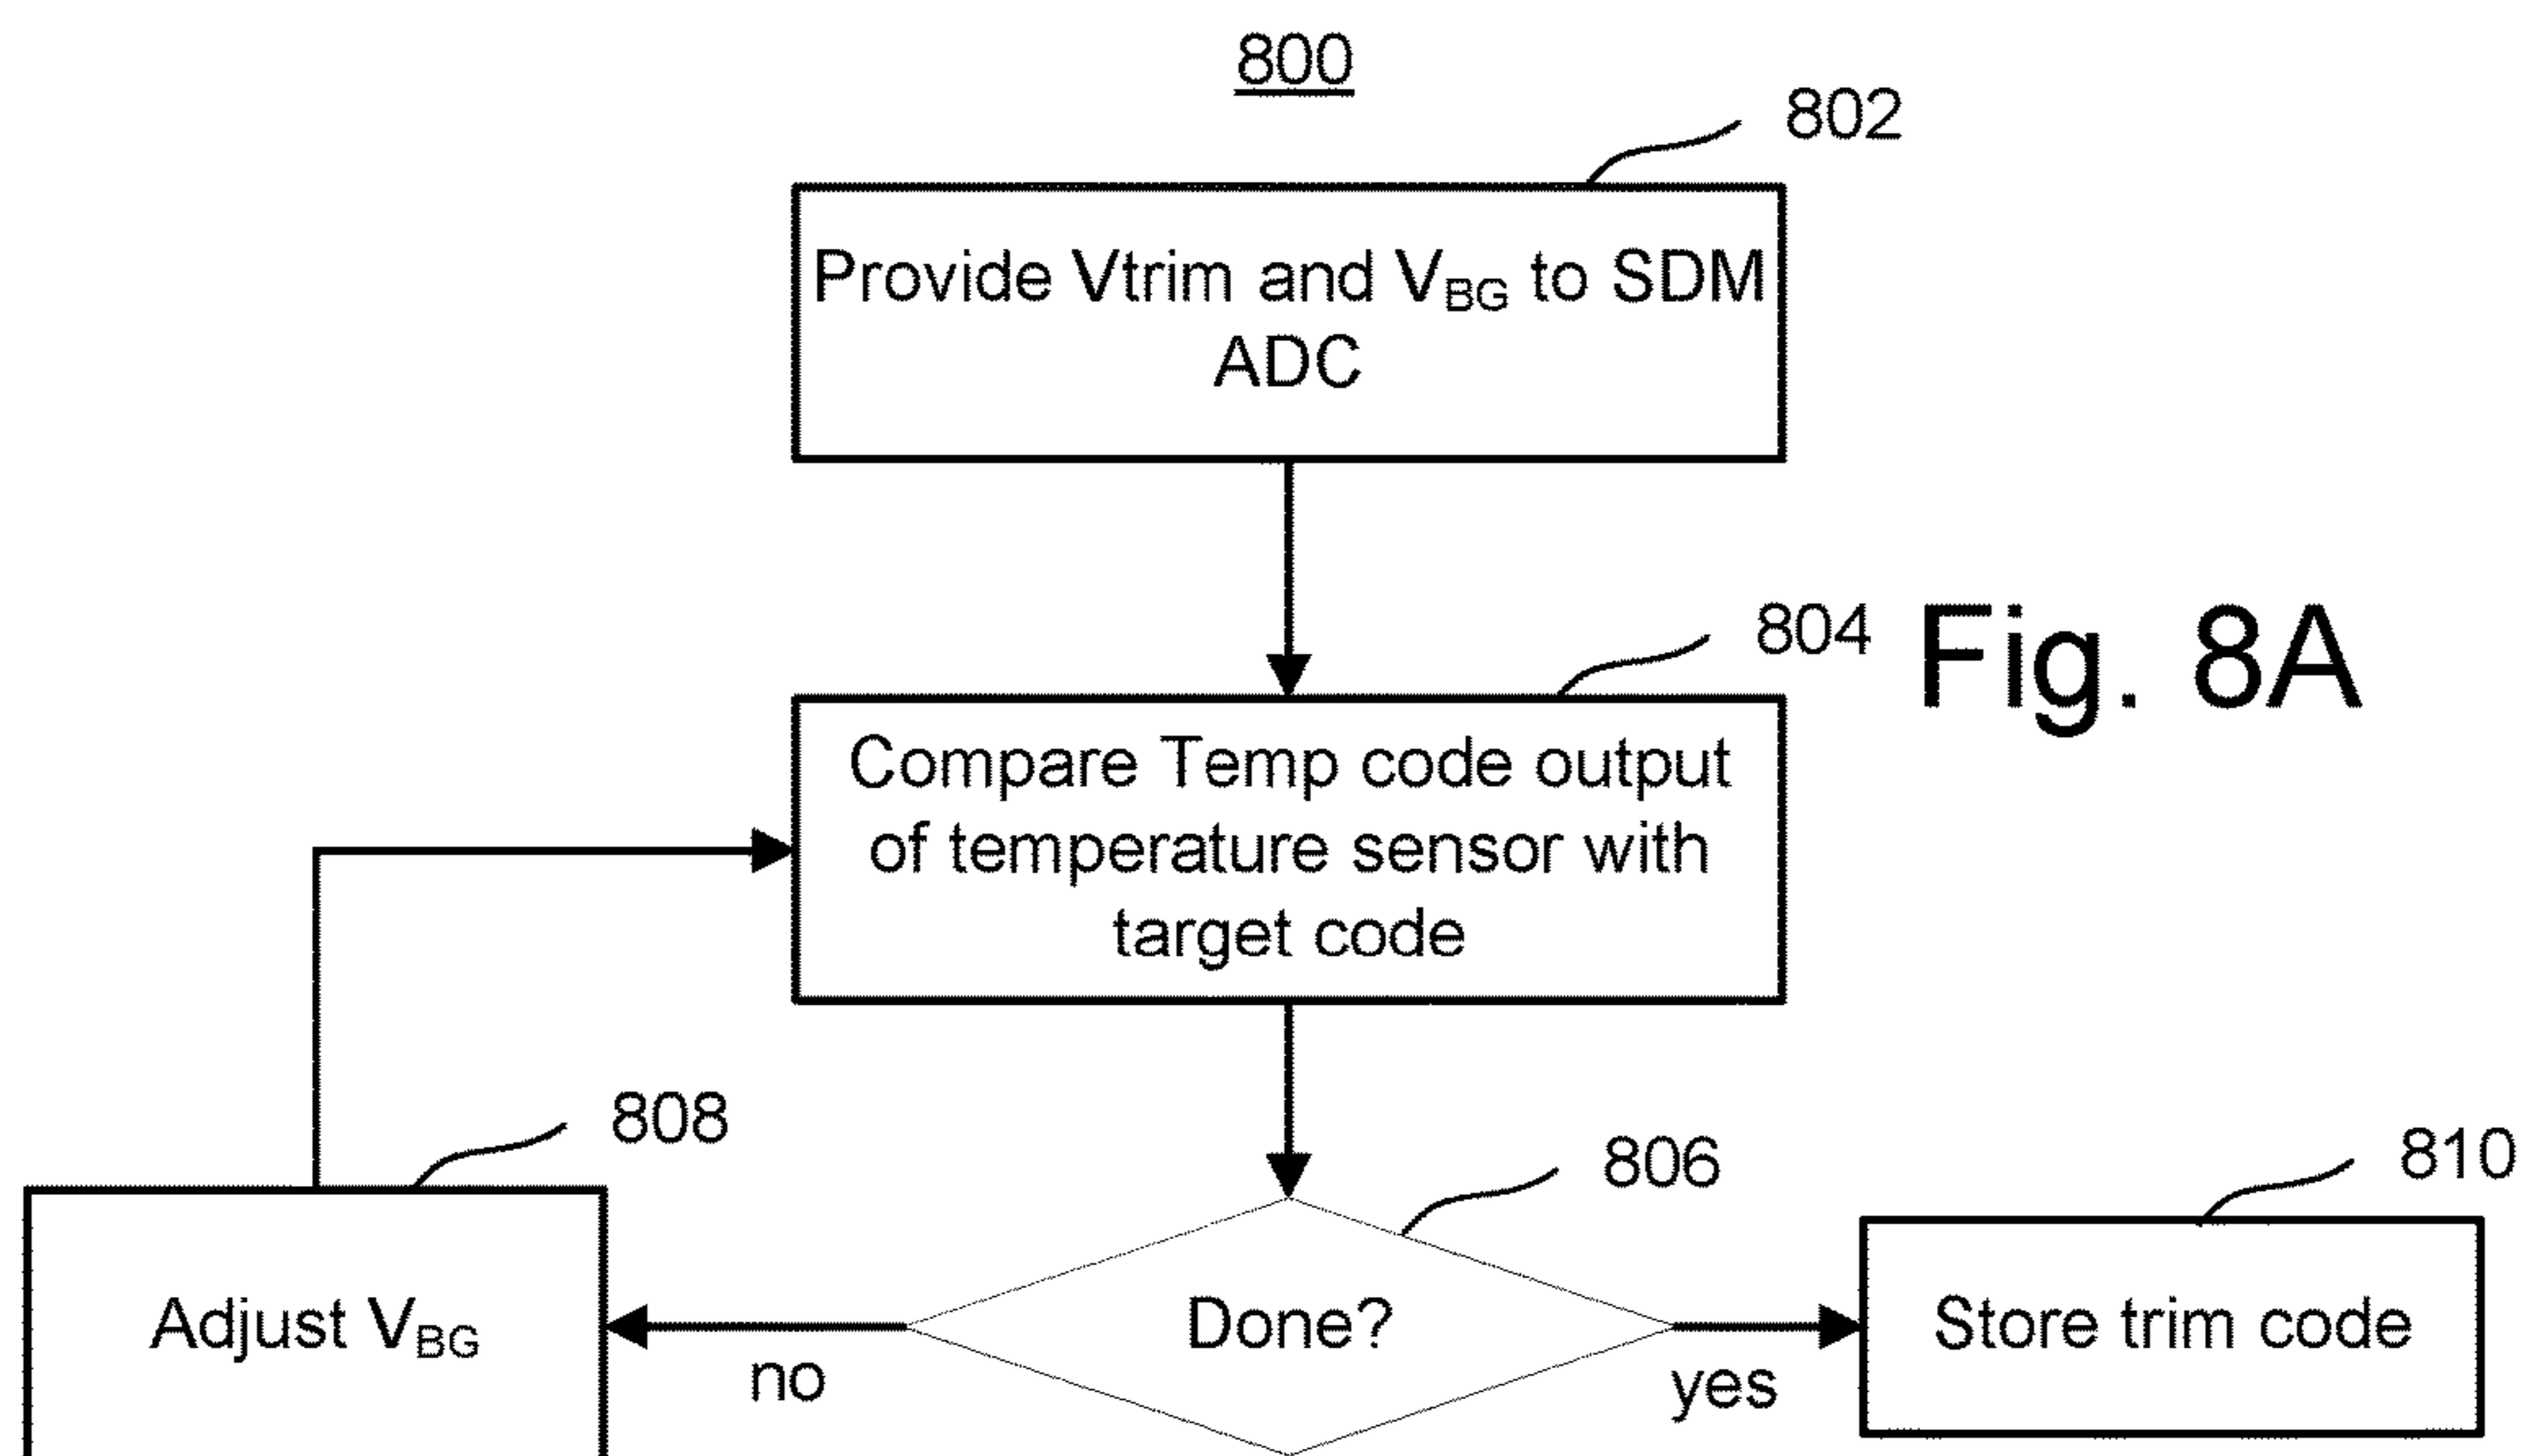 800
802
Provide Vtrim and VBG to SDM
ADC
804
Fig. 8A
Compare Temp code output
of temperature sensor with
target code
808
806
810
Adjust VBG
Done?
Store trim code
no
yes